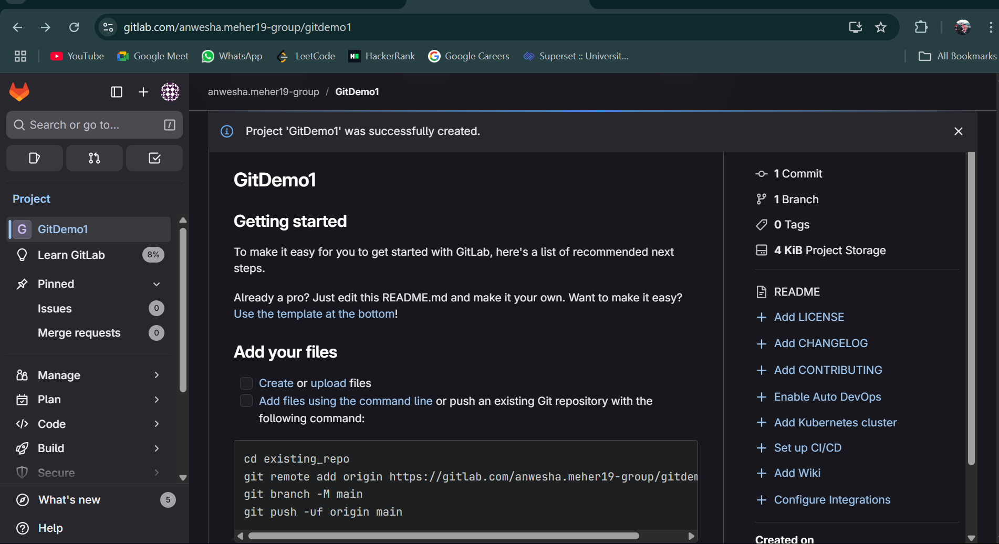 gitlab.com/anwesha.meher19-group/gitdemo1
YouTube
Google Meet
WhatsApp
LeetCode
HackerRank
Google Careers
Superset :: Universit...
All Bookmarks
anwesha.meher19-group / GitDemo1
Search or go to... /
Project 'GitDemo1' was successfully created.
Project
G GitDemo1
Learn GitLab 8%
Pinned
Issues 0
Merge requests 0
Manage
Plan
Code
Build
Secure
What's new 5
Help
GitDemo1
Getting started
To make it easy for you to get started with GitLab, here's a list of recommended next
steps.
Already a pro? Just edit this README.md and make it your own. Want to make it easy?
Use the template at the bottom!
Add your files
Create or upload files
Add files using the command line or push an existing Git repository with the
following command:
cd existing_repo
git remote add origin https://gitlab.com/anwesha.meher19-group/gitdem
git branch -M main
git push -uf origin main
1 Commit
1 Branch
0 Tags
4 KiB Project Storage
README
Add LICENSE
Add CHANGELOG
Add CONTRIBUTING
Enable Auto DevOps
Add Kubernetes cluster
Set up CI/CD
Add Wiki
Configure Integrations
Created on